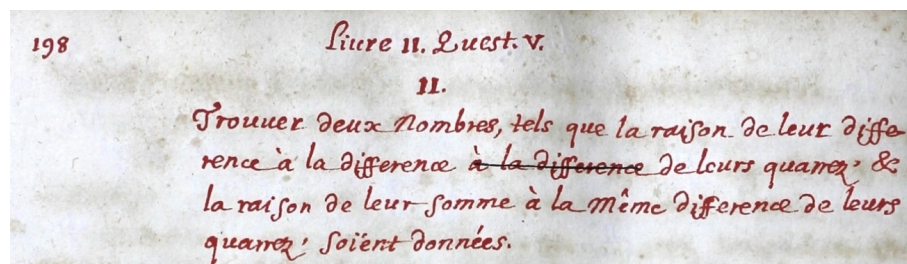 198 Liure II. Quest. V.
II.
Trouuer deux Nombres, tels que la raison de leur diffe-
rence à la difference à la difference de leurs quarrez; &
la raison de leur somme à la même difference de leurs
quarrez; soïent données.